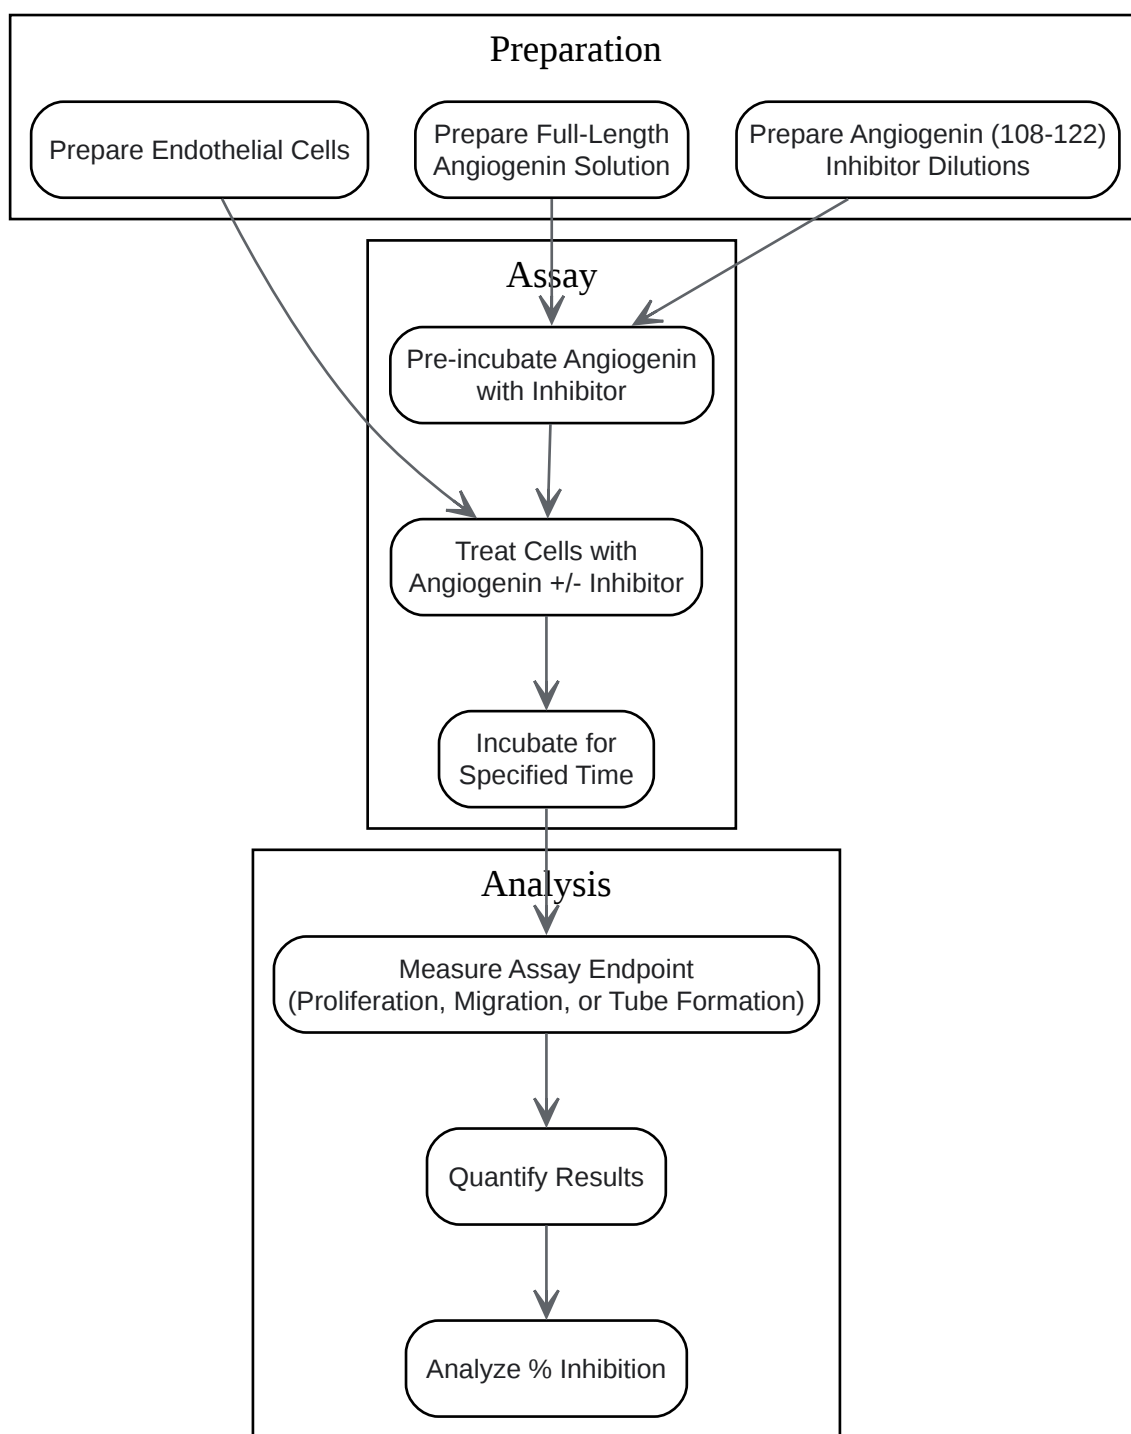 Preparation
Prepare Endothelial Cells
Prepare Full-Length
Angiogenin Solution
Prepare Angiogenin (108-122)
Inhibitor Dilutions
Assay
Pre-incubate Angiogenin
with Inhibitor
Treat Cells with
Angiogenin +/- Inhibitor
Incubate for
Specified Time
Analysis
Measure Assay Endpoint
(Proliferation, Migration, or Tube Formation)
Quantify Results
Analyze % Inhibition